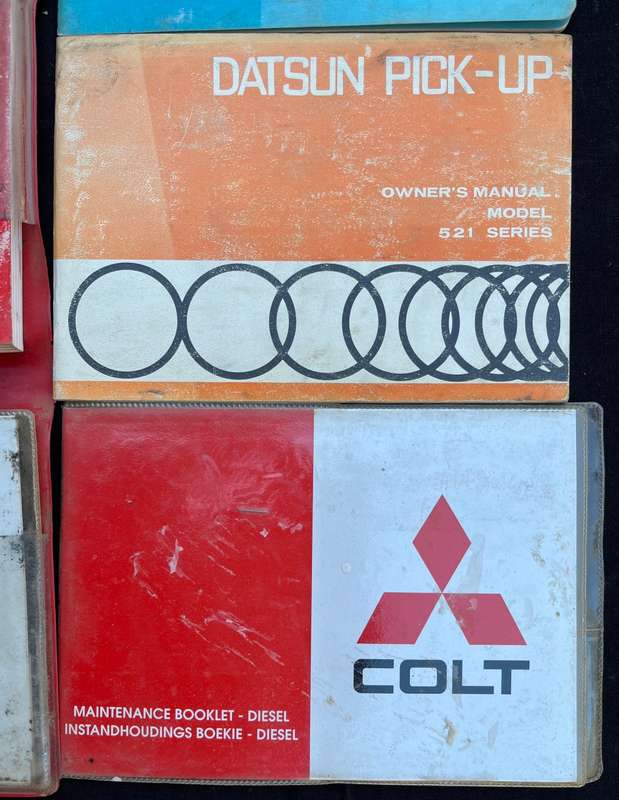 DATSUN PICK-UP
OWNER'S MANUAL
MODEL
521 SERIES
COLT
MAINTENANCE BOOKLET - DIESEL
INSTANDHOUDINGS BOEKIE - DIESEL